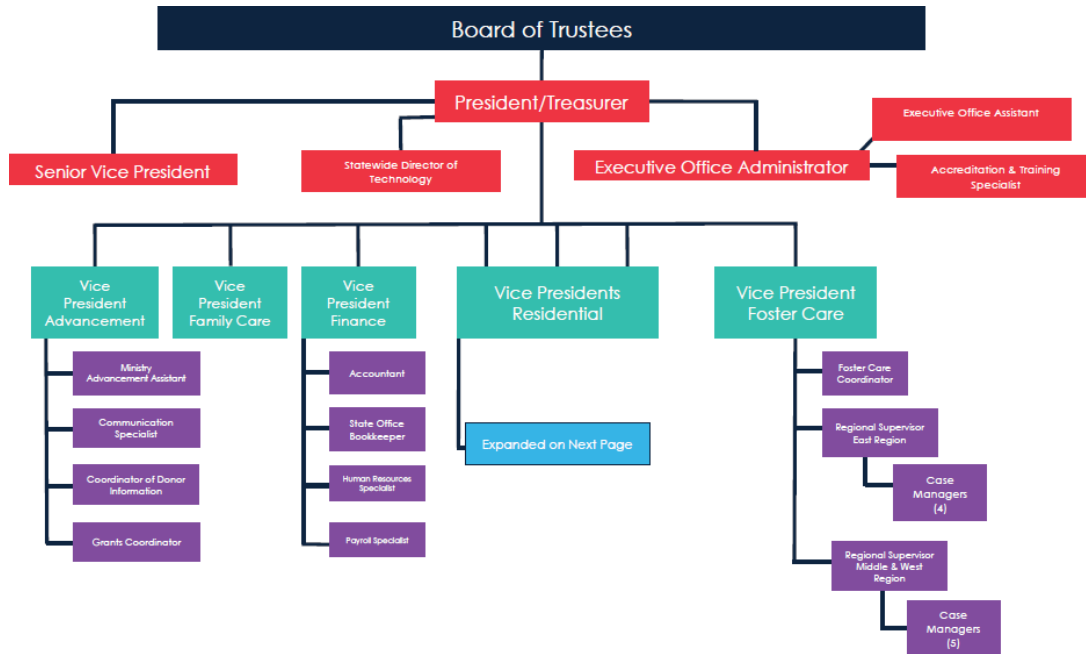 Board of Trustees
President/Treasurer
Executive Office Assistant
Senior Vice President
Statewide Director of
Technology
Executive Office Administrator
Accreditation & Training
Specialist
Vice
President
Advancement
Vice
President
Family Care
Vice
President
Finance
Vice Presidents
Residential
Vice President
Foster Care
Ministry
Advancement Assistant
Communication
Specialist
Coordinator of Donor
Information
Grants Coordinator
Accountant
State Office
Bookkeeper
Human Resources
Specialist
Payroll Specialist
Expanded on Next Page
Foster Care
Coordinator
Regional Supervisor
East Region
Case
Managers
(4)
Regional Supervisor
Middle & West
Region
Case
Managers
(5)